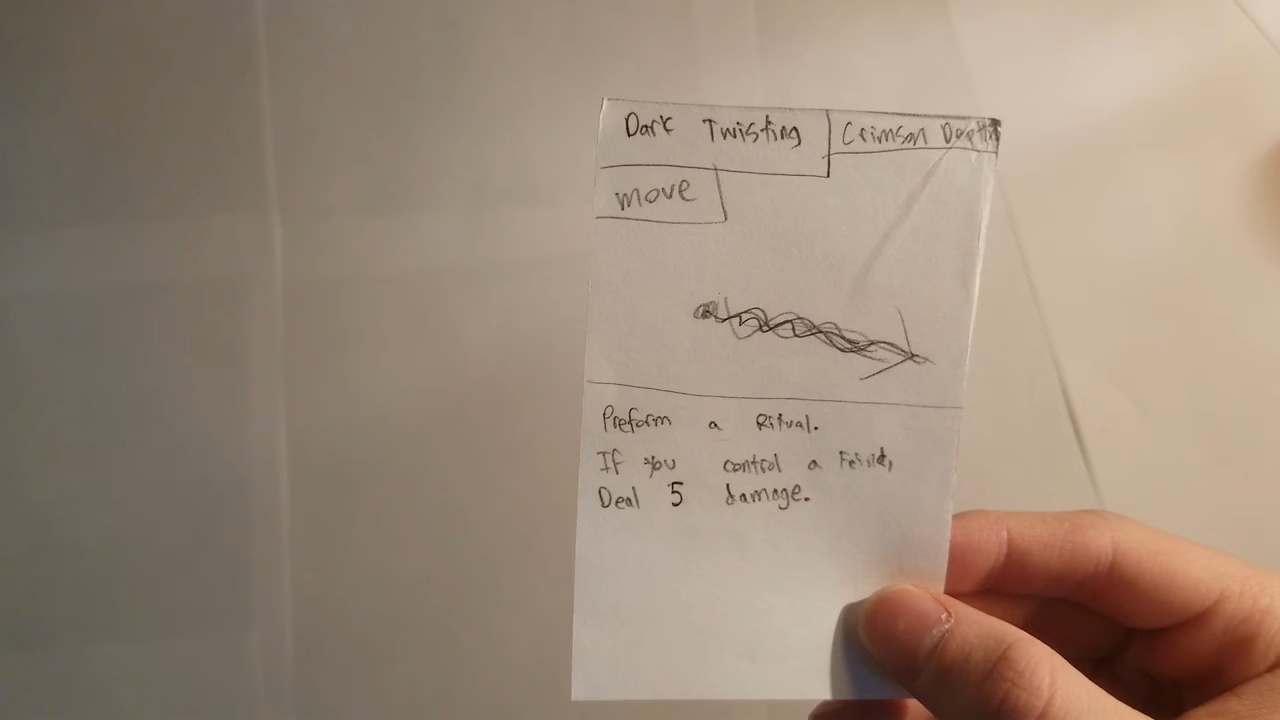 Dark Twisting
Crimson Depths
move
Preform a Ritual.
If you control a Feind,
Deal 5 damage.